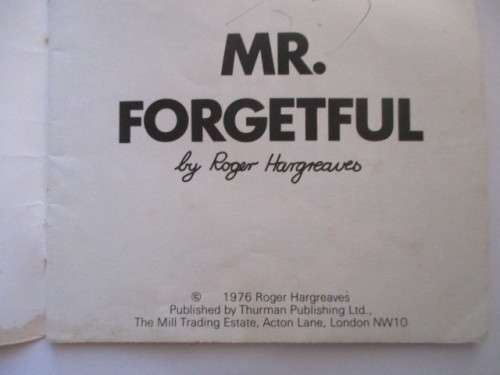 MR.
FORGETFUL
by Roger Hargreaves
© 1976 Roger Hargreaves
Published by Thurman Publishing Ltd.,
The Mill Trading Estate, Acton Lane, London NW10